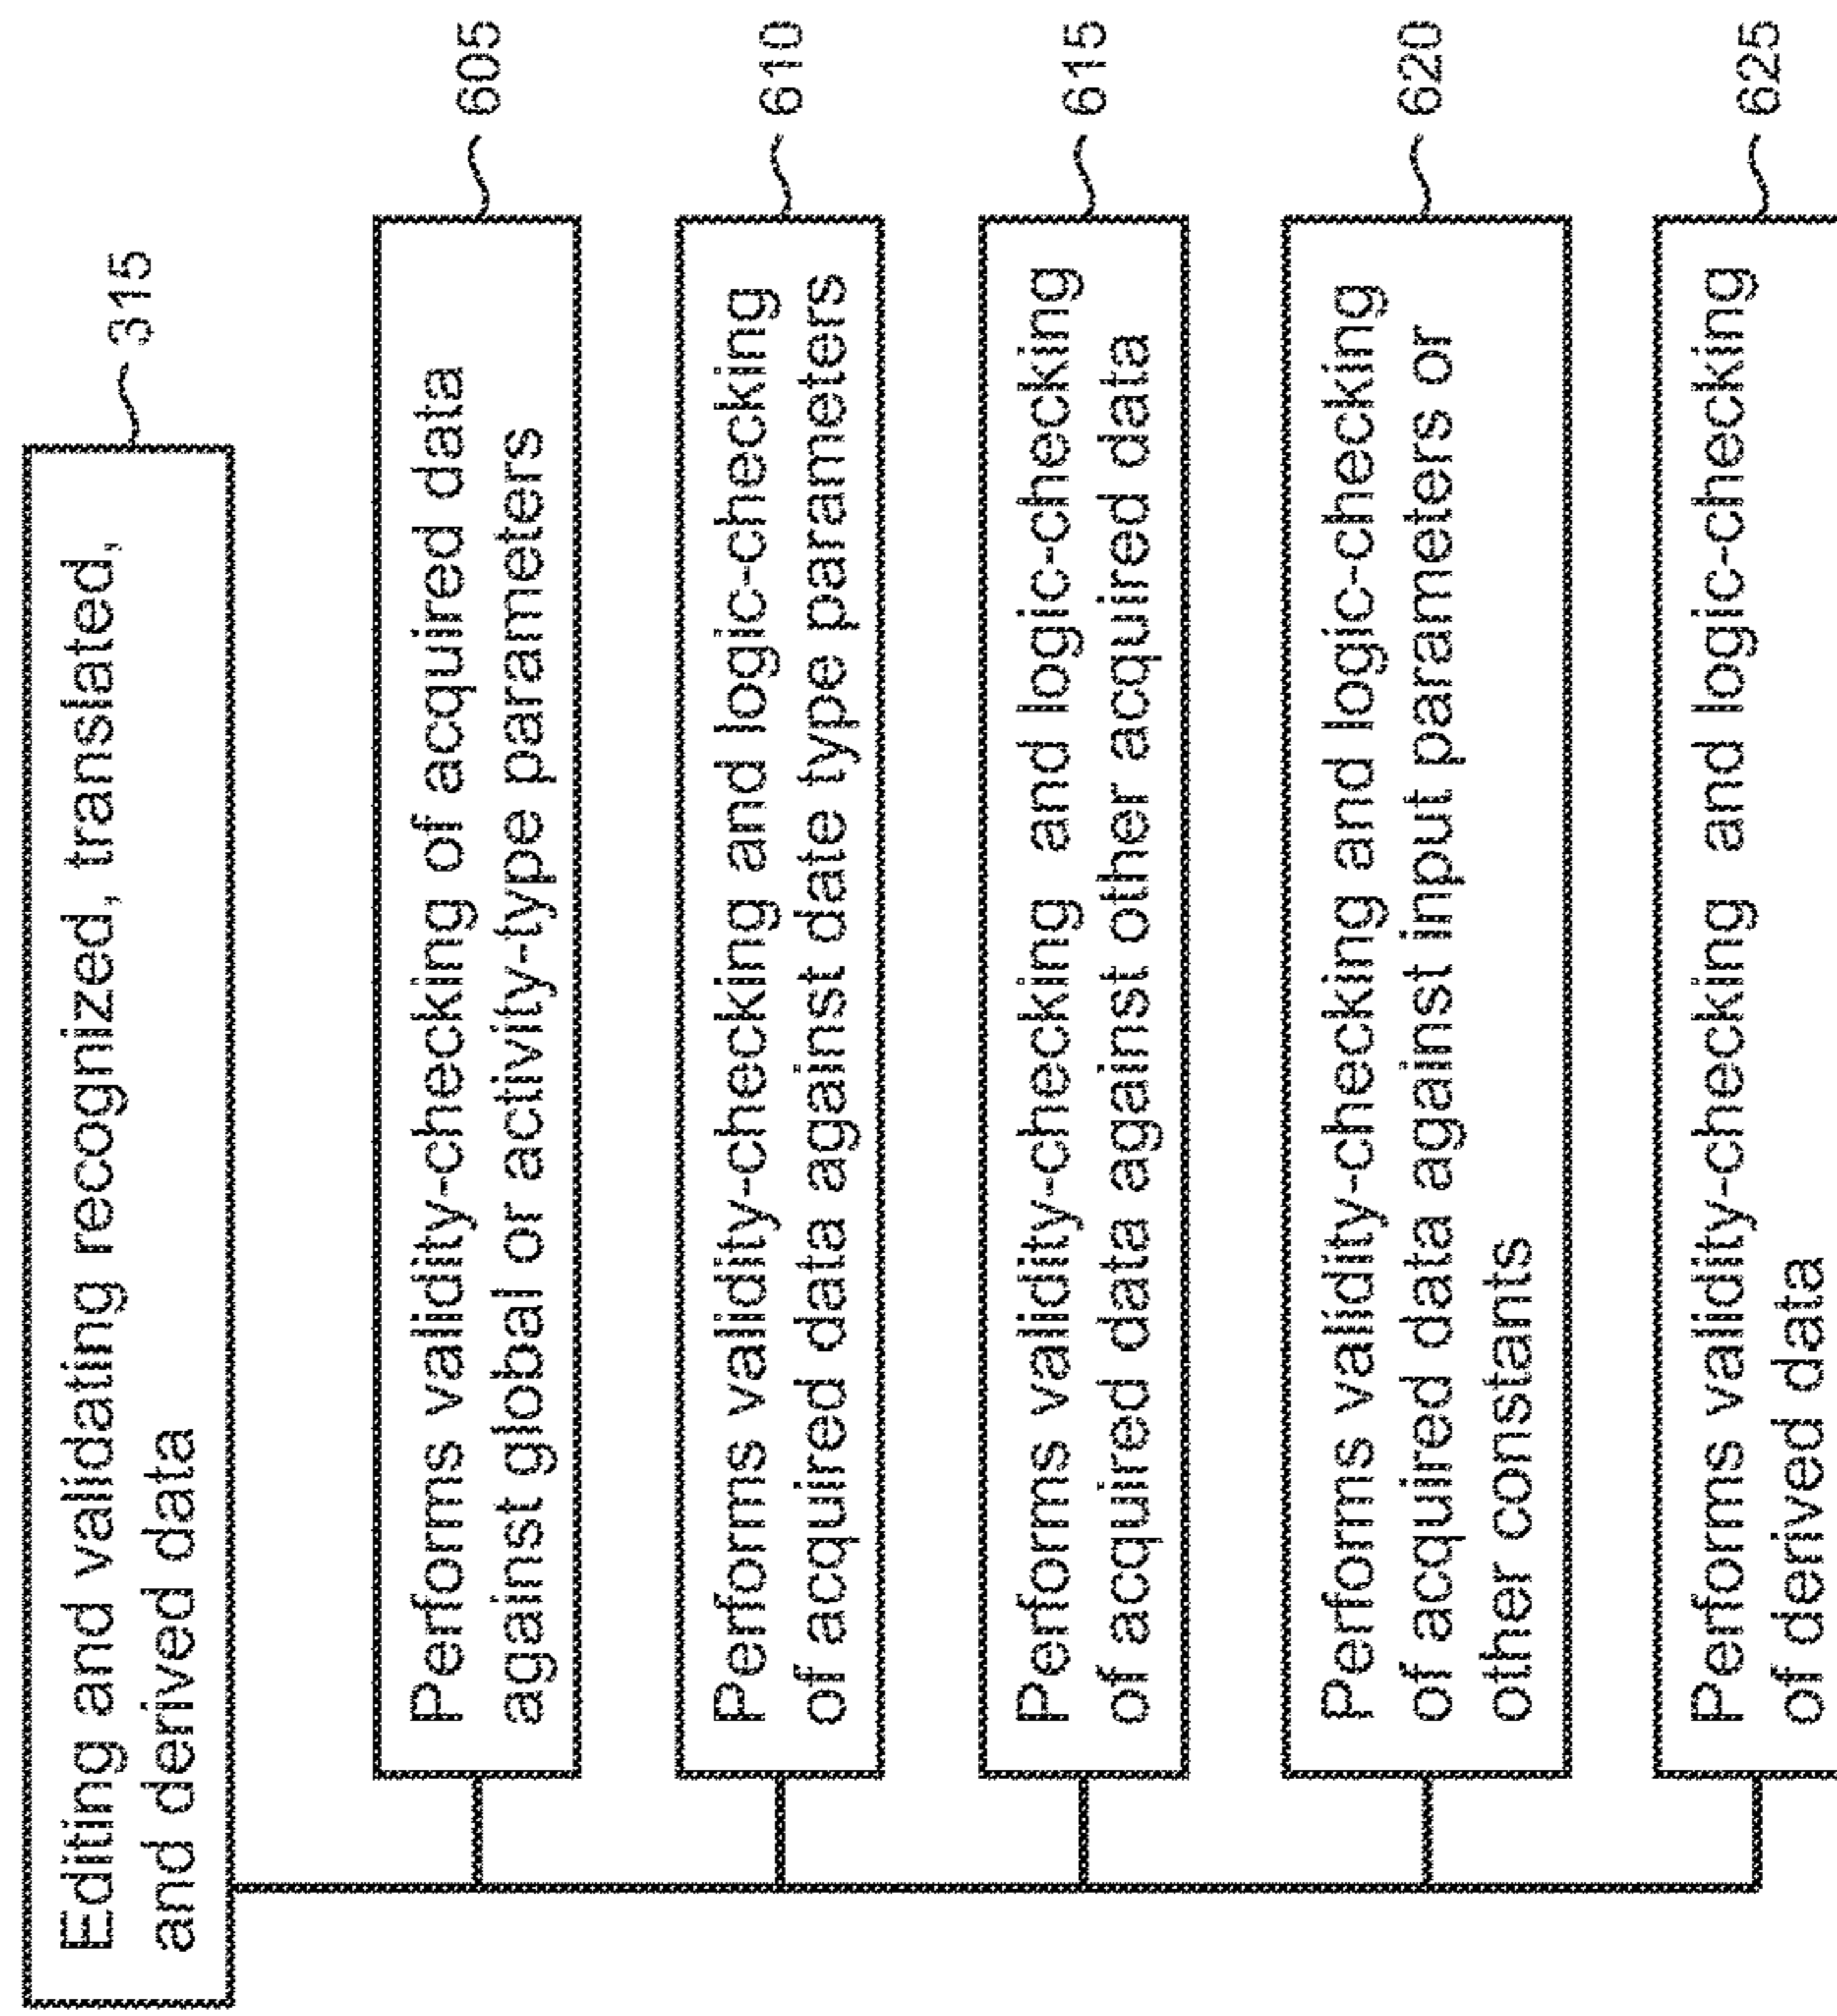 Editing and validating recognized, translated,
and derived data
315
Performs validity-checking of acquired data
against global or activity-type parameters
605
Performs validity-checking and logic-checking
of acquired data against date type parameters
610
Performs validity-checking and logic-checking
of acquired data against other acquired data
615
Performs validity-checking and logic-checking
of acquired data against input parameters or
other constants
620
Performs validity-checking and logic-checking
of derived data
625